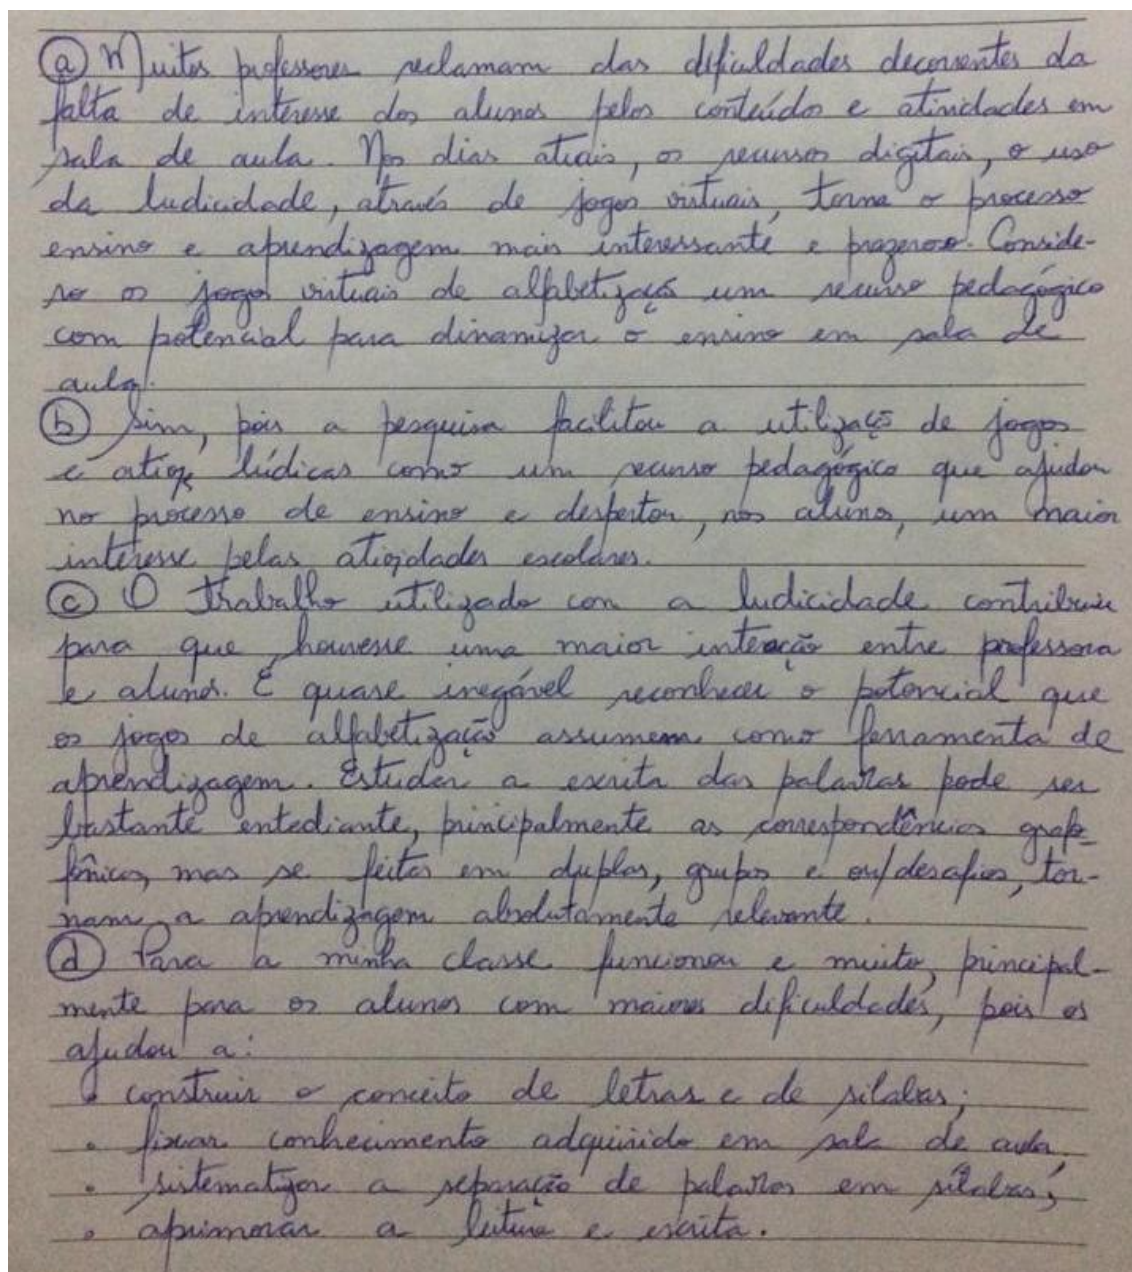 a Muitos professores reclamam das dificuldades decorrentes da
falta de interesse dos alunos pelos conteúdo e atividades em
sala de aula. Nos dias atuais, os recursos digitais, o uso
da ludicidade, através de jogos virtuais, torna o processo
ensino e aprendizagem mais interessante e prazeroso. Conside-
ro os jogos virtuais de alfabetização um recurso pedagógico
com potencial para dinamizar o ensino em sala de
aula.
b Sim, pois a pesquisa facilitou a utilização de jogos
e lúdicas como um recurso pedagógico que ajudou
no processo de ensino e despertou, nos alunos, um maior
interesse pelas atividades escolares.
c O trabalho utilizado con a ludicidade contribuiu
para que houvesse uma maior interação entre professora
e alunos. É quase inegável reconhecer o potencial que
os jogos de alfabetização assumem como ferramenta de
aprendizagem. Estudar a escrita das palavras pode ser
bastante entediante, principalmente as correspondências grafo-
fônicas, mas se feitos em duplas, grupos e ou/desafios, tor-
nam a aprendizagem absolutamente relevante.
d Para a minha classe funcionou e muito, principal-
mente para os alunos com maiores dificuldades, pois os
ajudou a:
• construir o conceito de letras e de sílabas;
• fixar conhecimento adquirido em sala de aula;
• sistematizar a separação de palavras em sílabas;
• aprimorar a leitura e escrita.